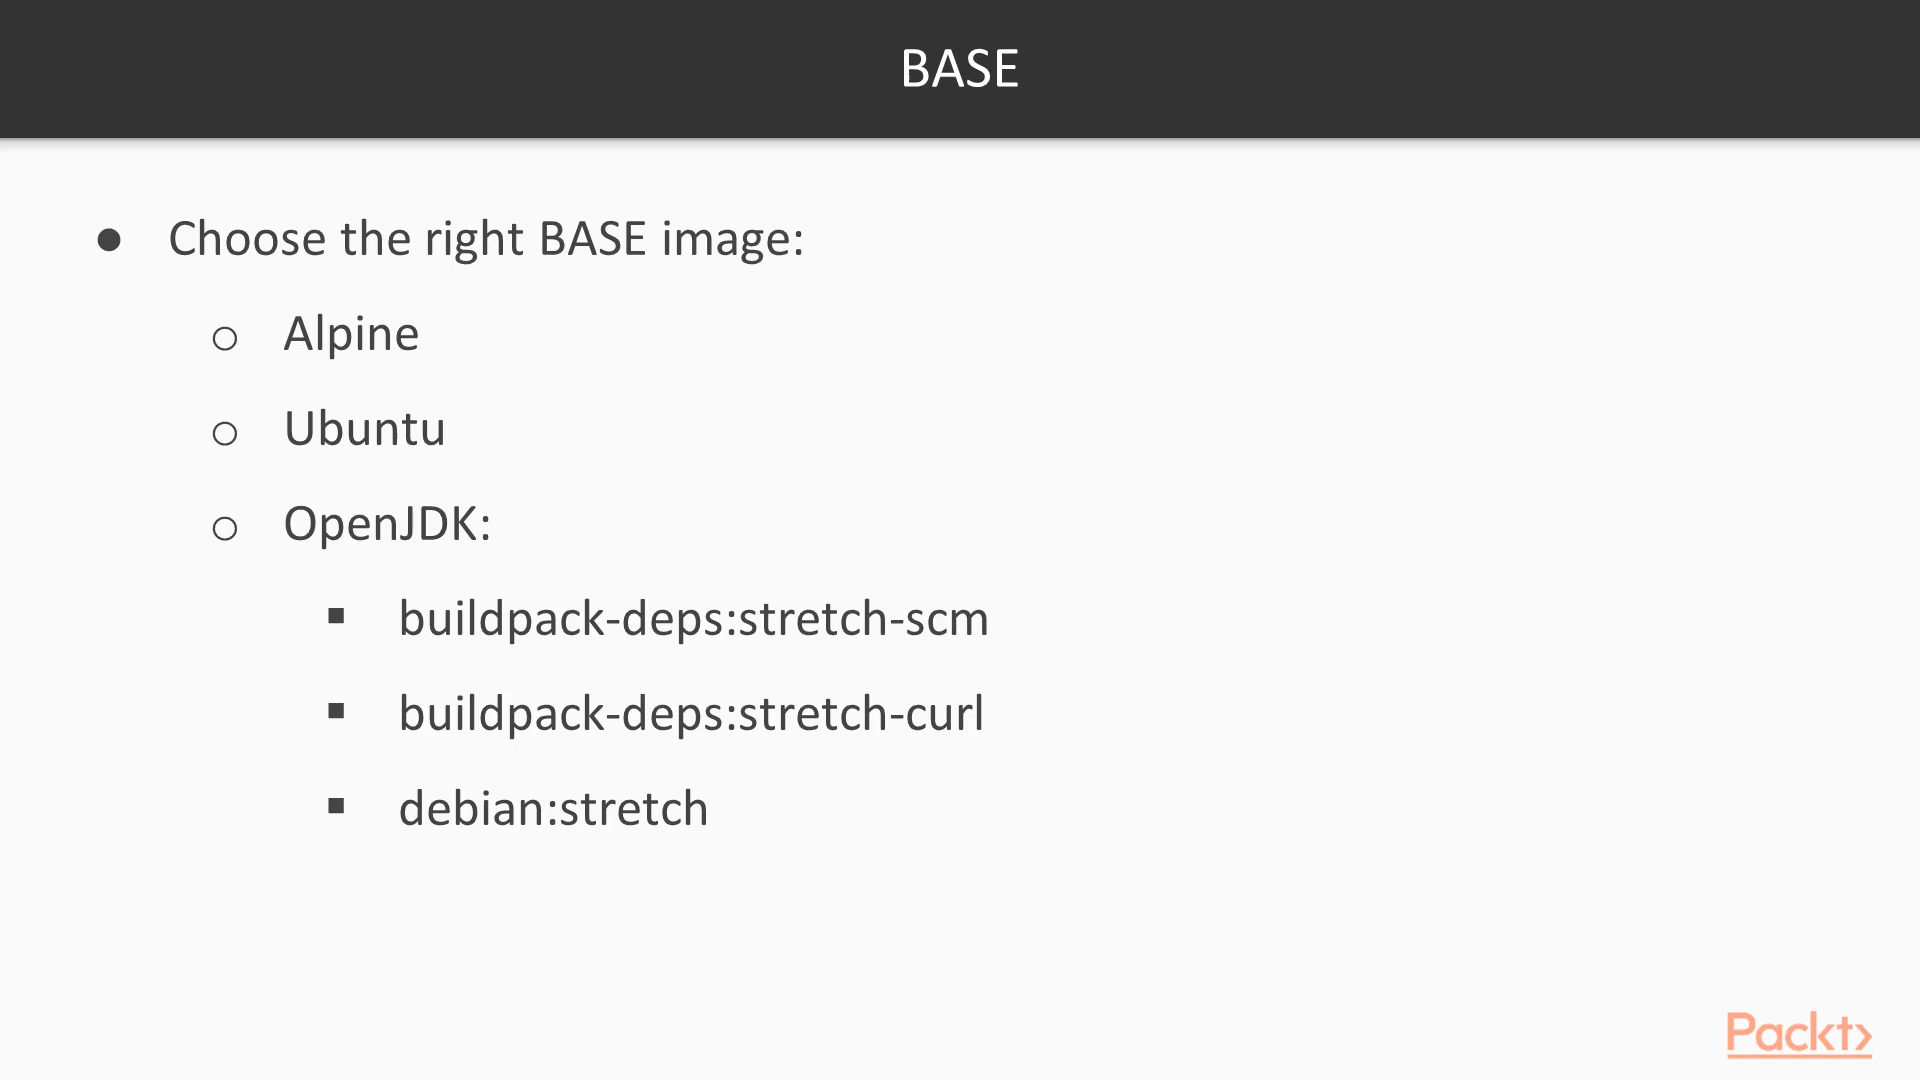 BASE
● Choose the right BASE image:
○ Alpine
○ Ubuntu
○ OpenJDK:
▪ buildpack-deps:stretch-scm
▪ buildpack-deps:stretch-curl
▪ debian:stretch
Packt>